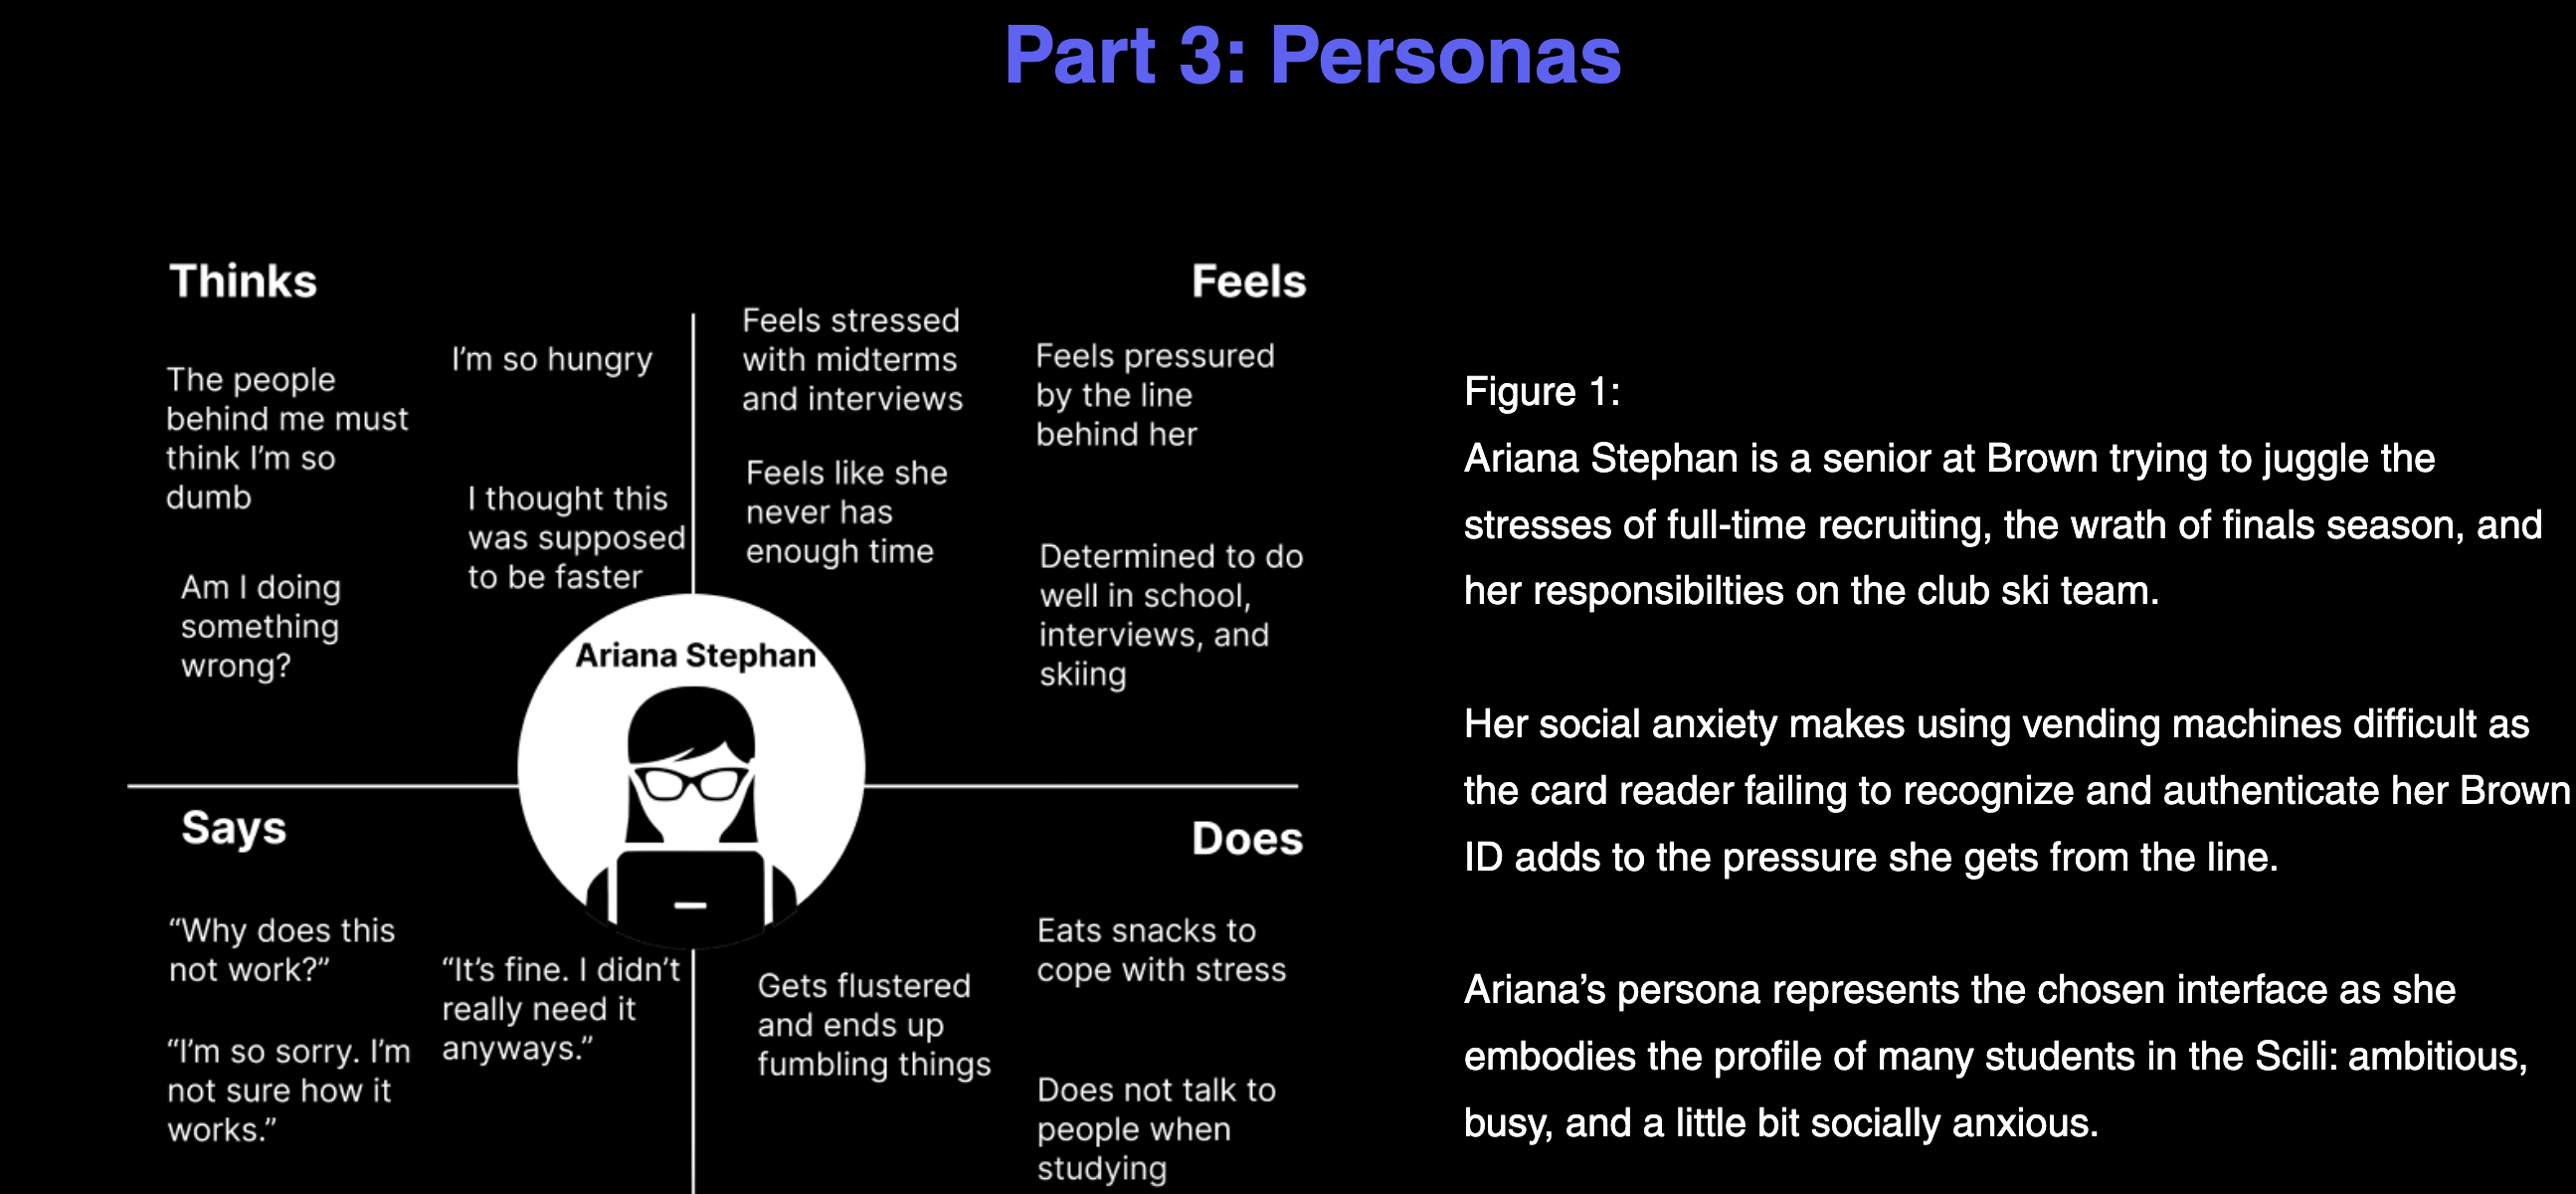 Part 3: Personas
Thinks
I'm so hungry
The people
behind me must
think I'm so
dumb
I thought this
was supposed
to be faster
Am I doing
something
wrong?
Feels
Feels stressed
with midterms
and interviews
Feels pressured
by the line
behind her
Feels like she
never has
enough time
Determined to do
well in school,
interviews, and
skiing
Ariana Stephan
Says
“Why does this
not work?”
“It's fine. I didn't
really need it
anyways.”
“I'm so sorry. I'm
not sure how it
works.”
Does
Eats snacks to
cope with stress
Gets flustered
and ends up
fumbling things
Does not talk to
people when
studying
Figure 1:
Ariana Stephan is a senior at Brown trying to juggle the
stresses of full-time recruiting, the wrath of finals season, and
her responsibilties on the club ski team.
Her social anxiety makes using vending machines difficult as
the card reader failing to recognize and authenticate her Brown
ID adds to the pressure she gets from the line.
Ariana’s persona represents the chosen interface as she
embodies the profile of many students in the Scili: ambitious,
busy, and a little bit socially anxious.